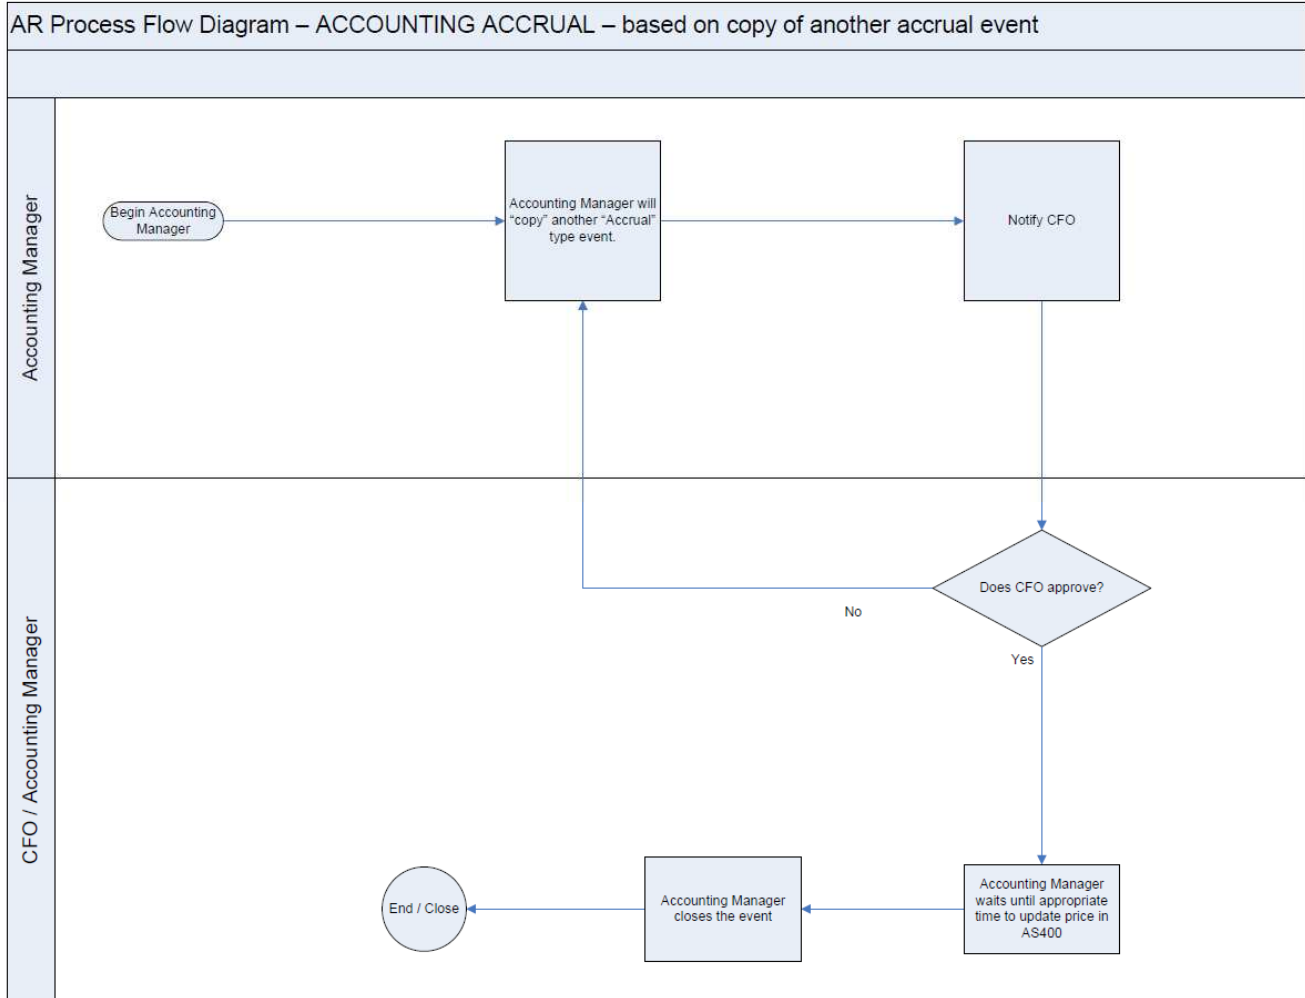 AR Process Flow Diagram – ACCOUNTING ACCRUAL – based on copy of another accrual event
Accounting Manager
Begin Accounting
Manager
Accounting Manager will
“copy” another “Accrual”
type event.
Notify CFO
CFO / Accounting Manager
Does CFO approve?
No
Yes
Accounting Manager
waits until appropriate
time to update price in
AS400
Accounting Manager
closes the event
End / Close